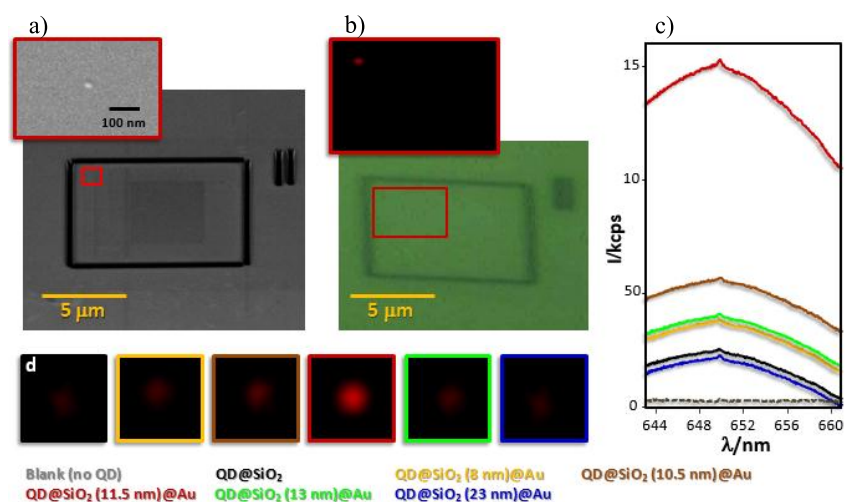 a)
b)
c)
100 nm
5 µm
5 µm
I/kcps
15
10
50
0
644 648 652 656 660
λ/nm
d
Blank (no QD) QD@SiO₂ QD@SiO₂ (8 nm)@Au QD@SiO₂ (10.5 nm)@Au
QD@SiO₂ (11.5 nm)@Au QD@SiO₂ (13 nm)@Au QD@SiO₂ (23 nm)@Au